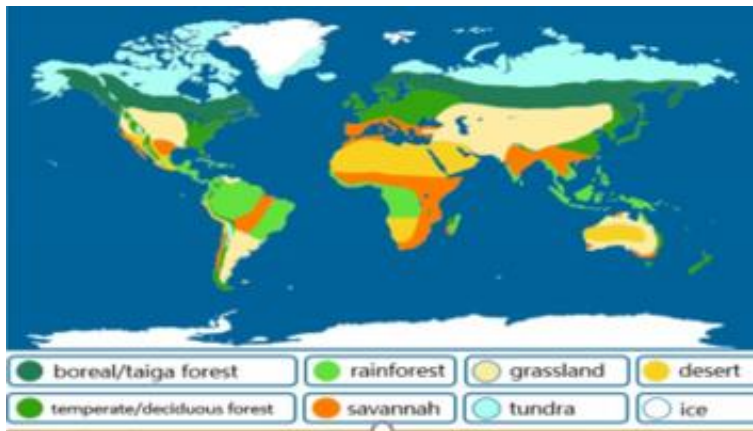 boreal/taiga forest rainforest grassland desert
temperate/deciduous forest savannah tundra ice